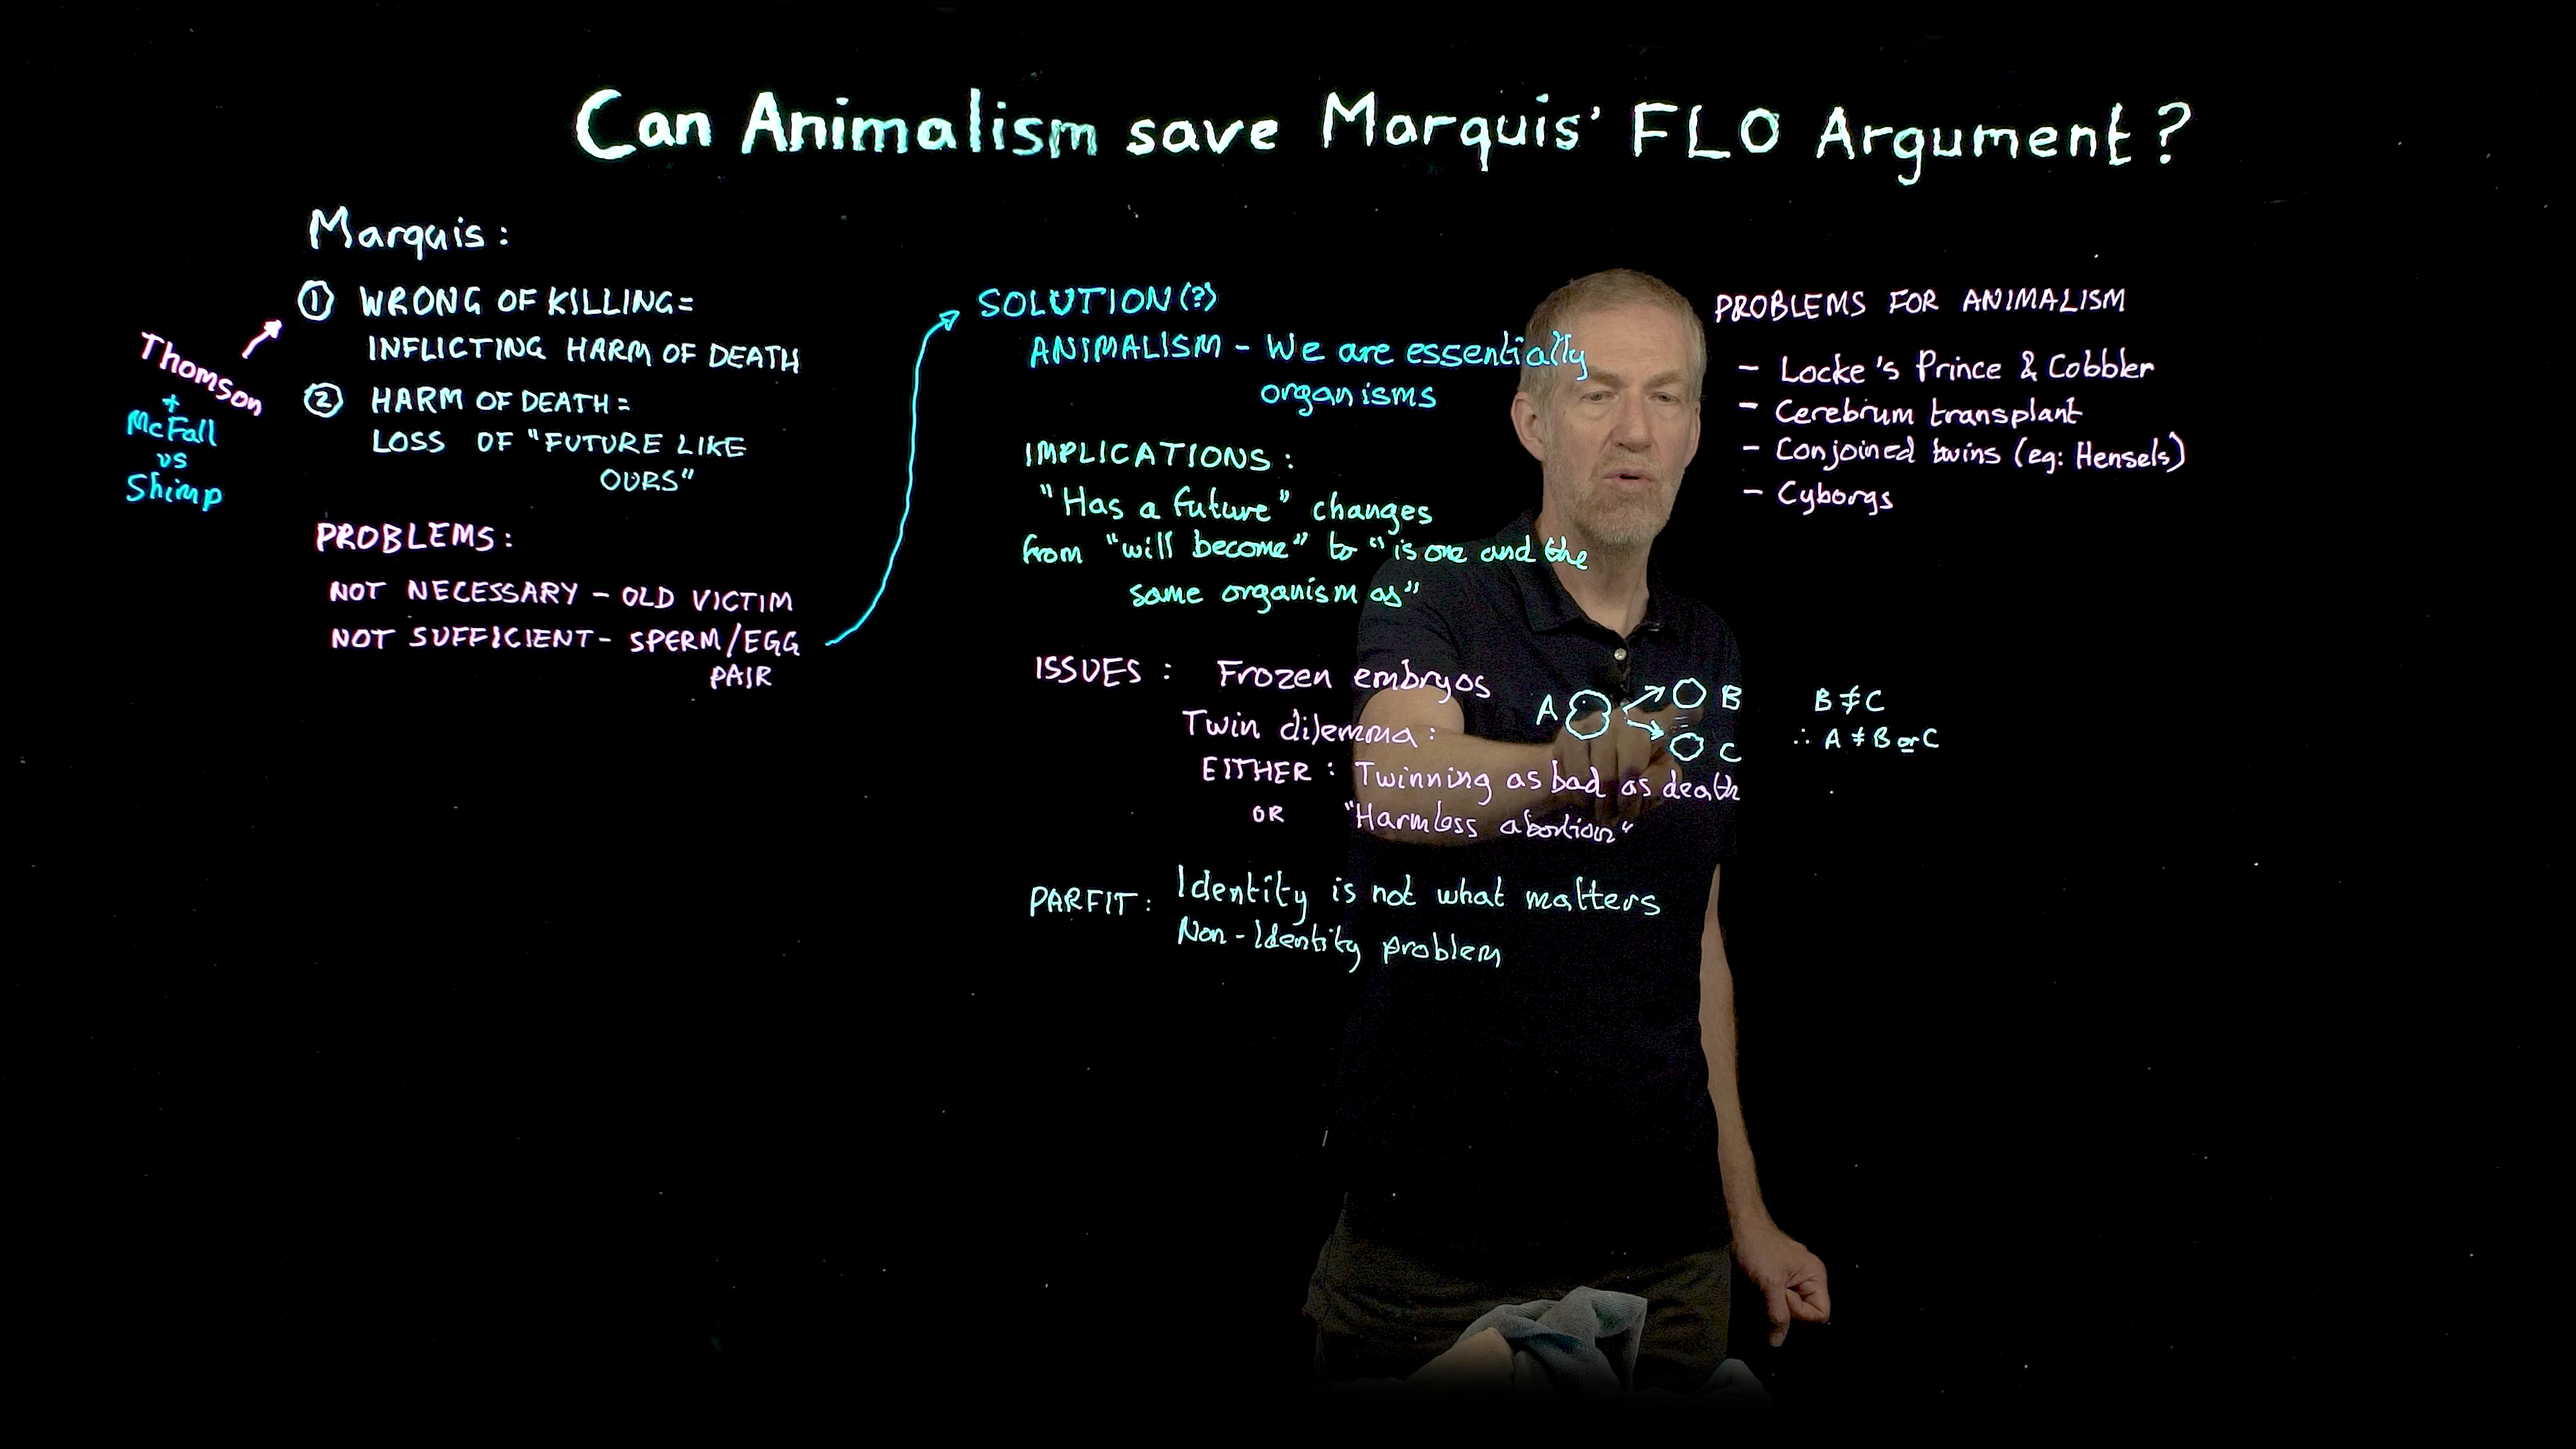 Can Animalism save Marquis' FLO Argument?
Marquis:
① WRONG OF KILLING =
INFLICTING HARM OF DEATH
② HARM OF DEATH =
LOSS OF "FUTURE LIKE
OURS"
Thomson
+
McFall
vs
Shimp
PROBLEMS:
NOT NECESSARY - OLD VICTIM
NOT SUFFICIENT - SPERM/EGG
PAIR
SOLUTION(?)
ANIMALISM - We are essentially
organisms
IMPLICATIONS:
"Has a future" changes
from "will become" to "is one and the
same organism as"
ISSUES: Frozen embryos
Twin dilemma:
EITHER: Twinning as bad as death
OR "Harmless abortion"
A B
C
B ≠ C
∴ A ≠ B or C
PARFIT: Identity is not what matters
Non-Identity problem
PROBLEMS FOR ANIMALISM
- Locke's Prince & Cobbler
- Cerebrum transplant
- Conjoined twins (eg: Hensels)
- Cyborgs